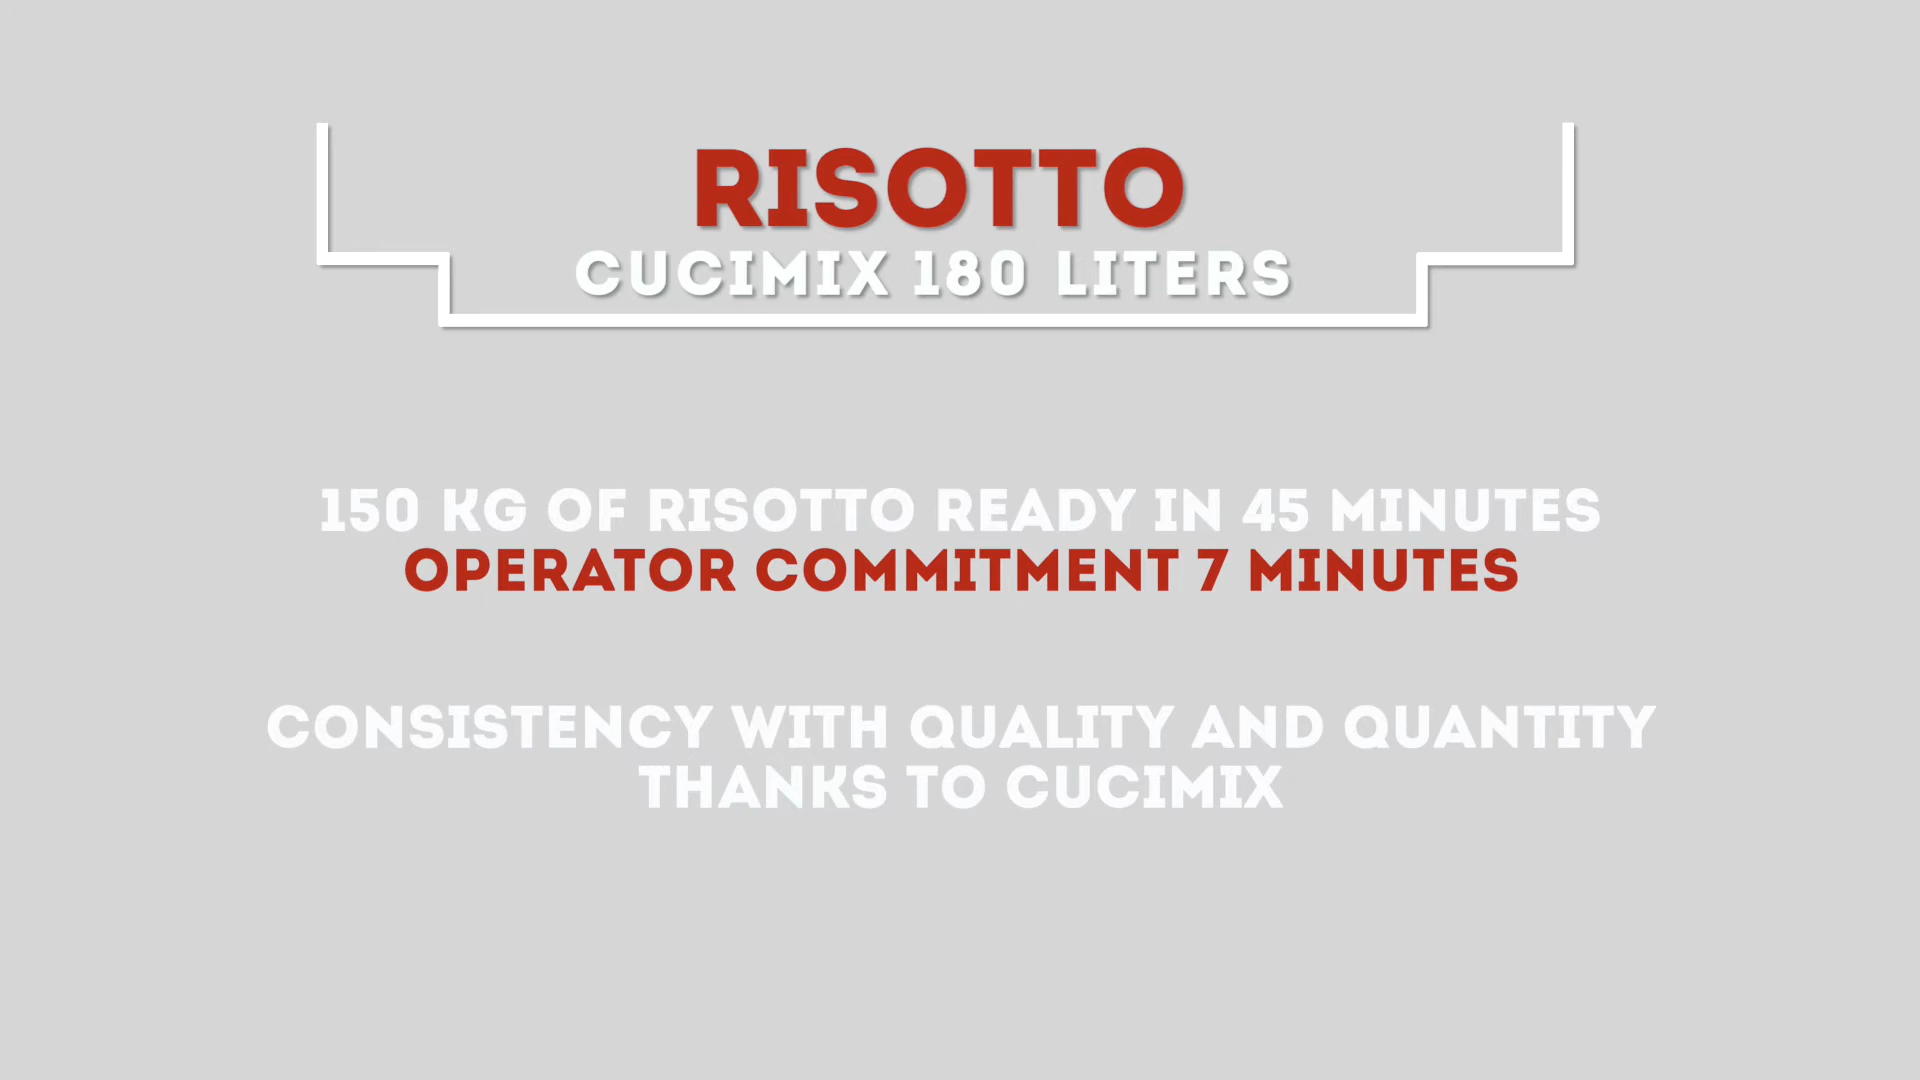 RISOTTO
CUCIMIX 180 LITERS
150 KG OF RISOTTO READY IN 45 MINUTES
OPERATOR COMMITMENT 7 MINUTES
CONSISTENCY WITH QUALITY AND QUANTITY
THANKS TO CUCIMIX